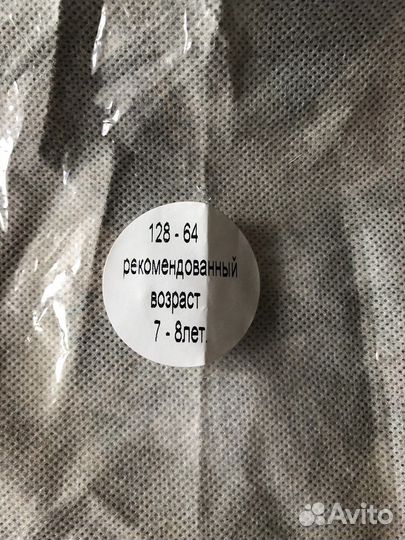 128 - 64
рекомендованный
возраст
7 - 8лет.
Avito